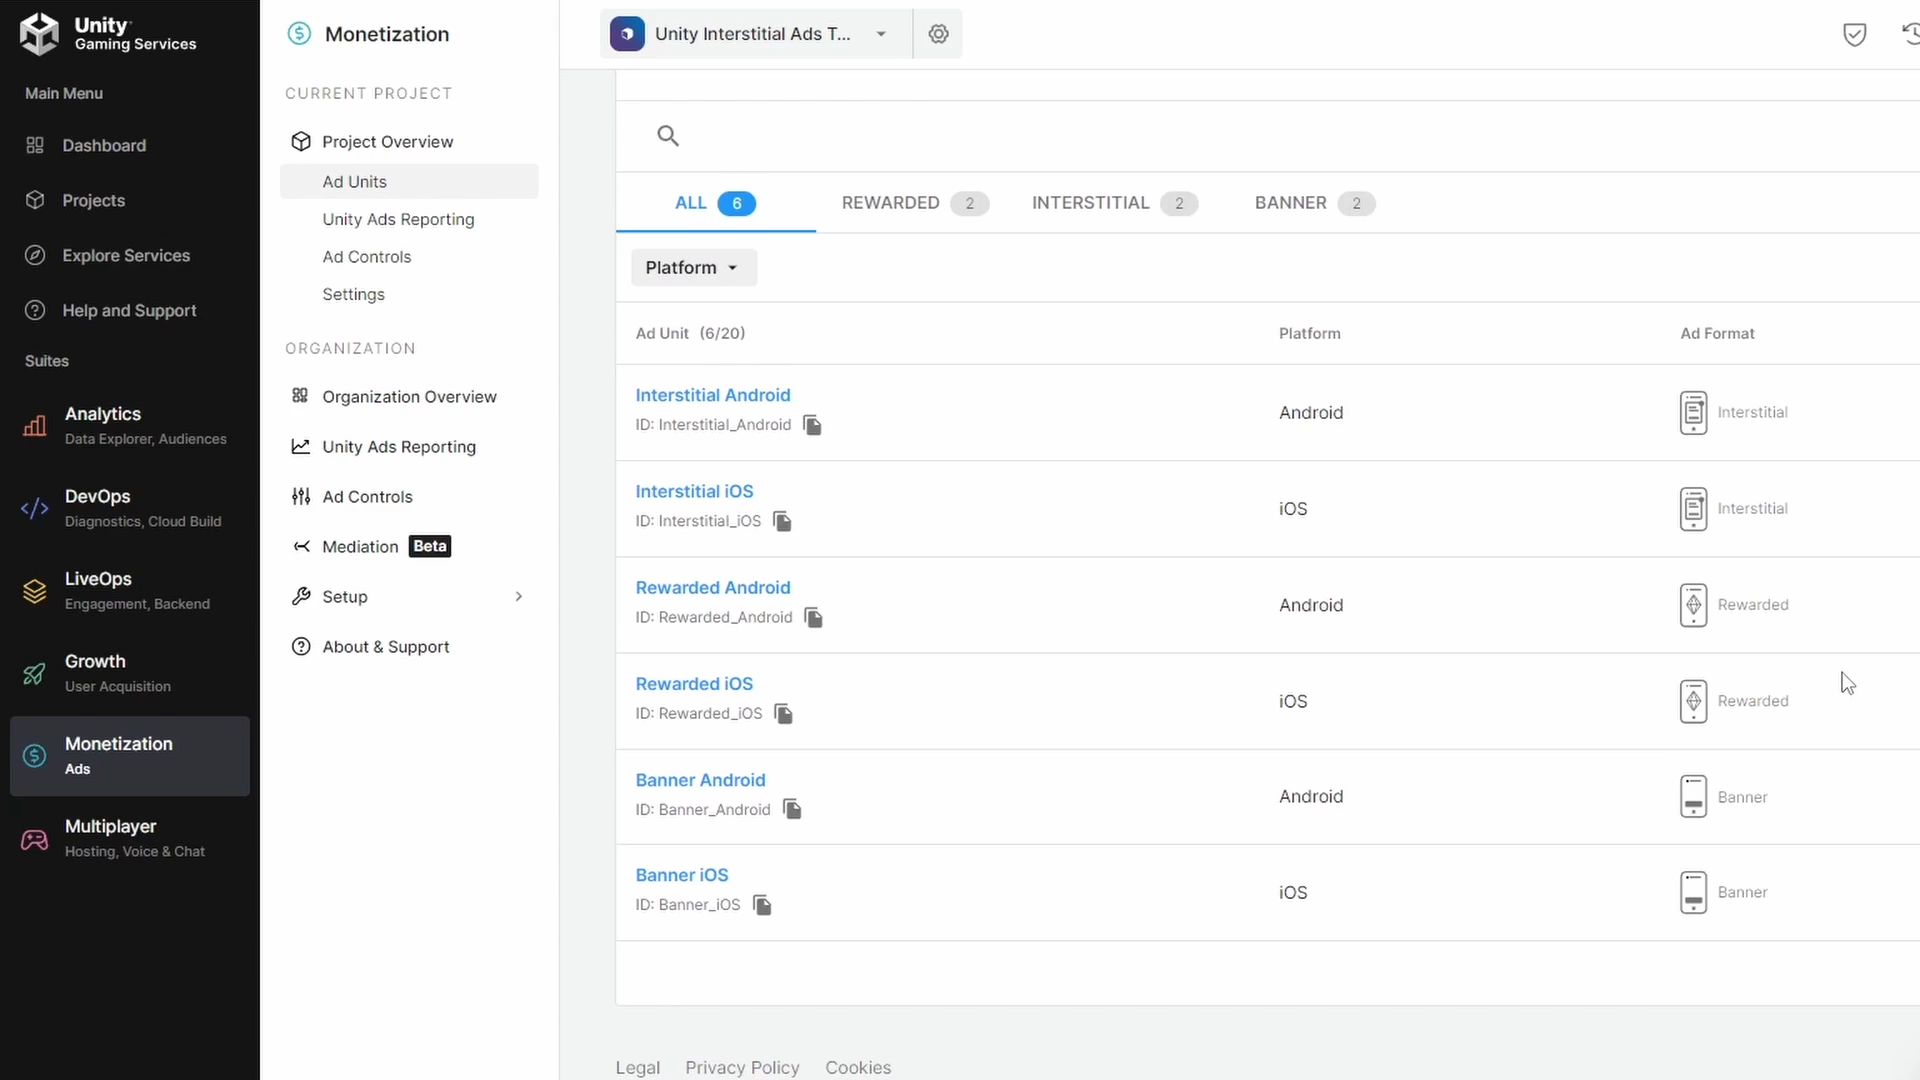 Unity
Gaming Services
Main Menu
Dashboard
Projects
Explore Services
Help and Support
Suites
Analytics
Data Explorer, Audiences
DevOps
Diagnostics, Cloud Build
LiveOps
Engagement, Backend
Growth
User Acquisition
Monetization
Ads
Multiplayer
Hosting, Voice & Chat
Monetization
CURRENT PROJECT
Project Overview
Ad Units
Unity Ads Reporting
Ad Controls
Settings
ORGANIZATION
Organization Overview
Unity Ads Reporting
Ad Controls
Mediation Beta
Setup
About & Support
Unity Interstitial Ads T...
ALL 6 REWARDED 2 INTERSTITIAL 2 BANNER 2
Platform
Ad Unit (6/20) Platform Ad Format
Interstitial Android
ID: Interstitial_Android
Android
Interstitial
Interstitial iOS
ID: Interstitial_iOS
iOS
Interstitial
Rewarded Android
ID: Rewarded_Android
Android
Rewarded
Rewarded iOS
ID: Rewarded_iOS
iOS
Rewarded
Banner Android
ID: Banner_Android
Android
Banner
Banner iOS
ID: Banner_iOS
iOS
Banner
Legal Privacy Policy Cookies